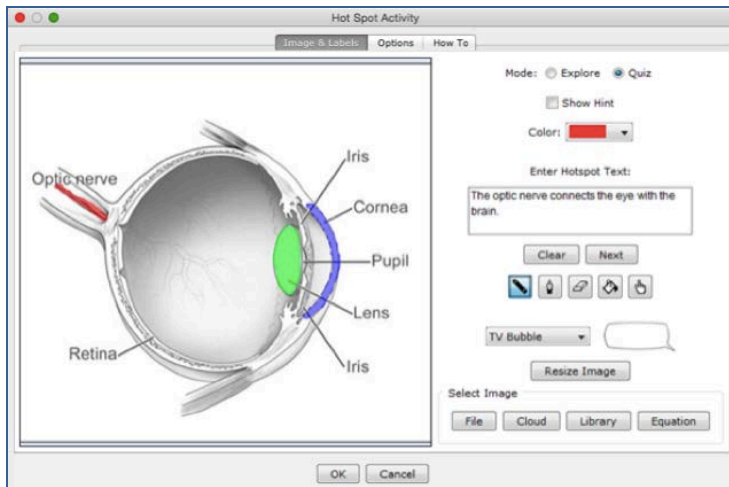 Hot Spot Activity
Image & Labels Options How To
Mode: Explore Quiz
Show Hint
Color:
Enter Hotspot Text:
The optic nerve connects the eye with the
brain.
Clear Next
TV Bubble
Resize Image
Select Image
File Cloud Library Equation
Optic nerve
Iris
Cornea
Pupil
Lens
Iris
Retina
OK Cancel